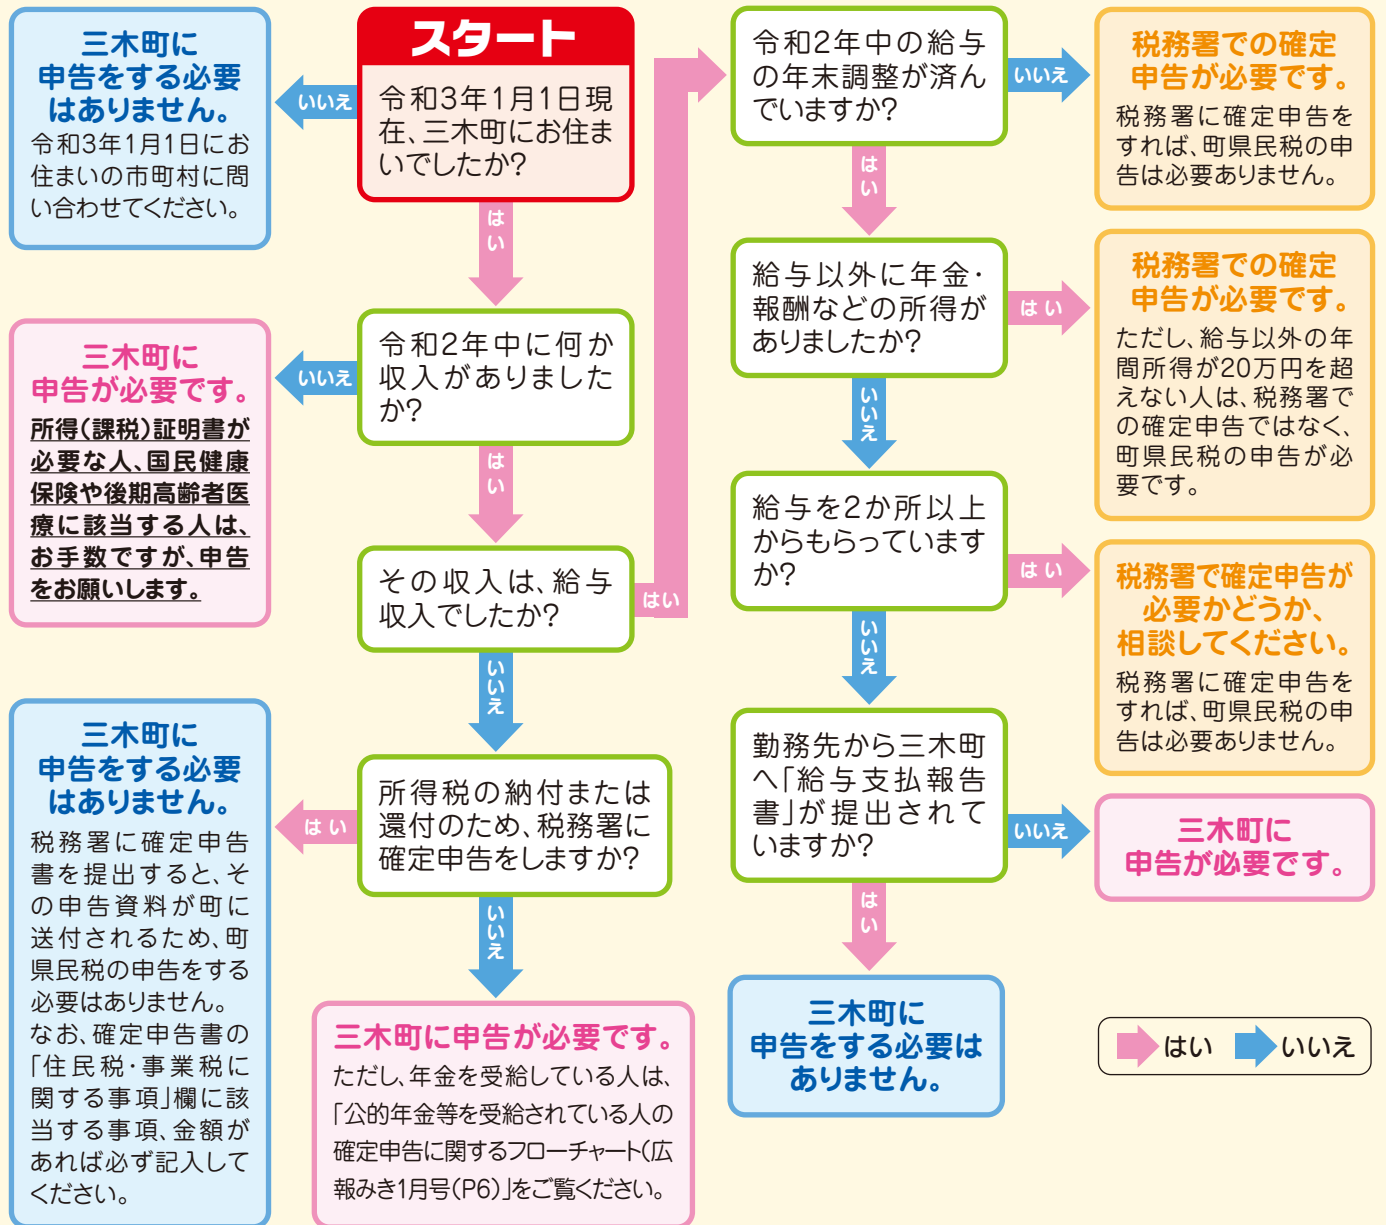 三木町に
申告をする必要
はありません。
令和3年1月1日にお
住まいの市町村に問
い合わせてください。
いいえ
スタート
令和3年1月1日現
在、三木町にお住ま
いでしたか?
はい
三木町に
申告が必要です。
所得(課税)証明書が
必要な人、国民健康
保険や後期高齢者医
療に該当する人は、
お手数ですが、申告
をお願いします。
いいえ
令和2年中に何か
収入がありました
か?
はい
その収入は、給与
収入でしたか?
はい
いいえ
三木町に
申告をする必要
はありません。
税務署に確定申告
書を提出すると、そ
の申告資料が町に
送付されるため、町
県民税の申告をする
必要はありません。
なお、確定申告書の
「住民税・事業税に
関する事項」欄に該
当する事項、金額が
あれば必ず記入して
ください。
はい
所得税の納付または
還付のため、税務署に
確定申告をしますか?
いいえ
三木町に申告が必要です。
ただし、年金を受給している人は、
「公的年金等を受給されている人の
確定申告に関するフローチャート(広
報みき1月号(P6)」をご覧ください。
令和2年中の給与
の年末調整が済ん
でいますか?
いいえ
税務署での確定
申告が必要です。
税務署に確定申告を
すれば、町県民税の申
告は必要ありません。
はい
給与以外に年金・
報酬などの所得が
ありましたか?
はい
税務署での確定
申告が必要です。
ただし、給与以外の年
間所得が20万円を超
えない人は、税務署で
の確定申告ではなく、
町県民税の申告が必
要です。
いいえ
給与を2か所以上
からもらっています
か?
はい
税務署で確定申告が
必要かどうか、
相談してください。
税務署に確定申告を
すれば、町県民税の申
告は必要ありません。
いいえ
勤務先から三木町
へ「給与支払報告
書」が提出されて
いますか?
いいえ
三木町に
申告が必要です。
はい
三木町に
申告をする必要は
ありません。
はい いいえ